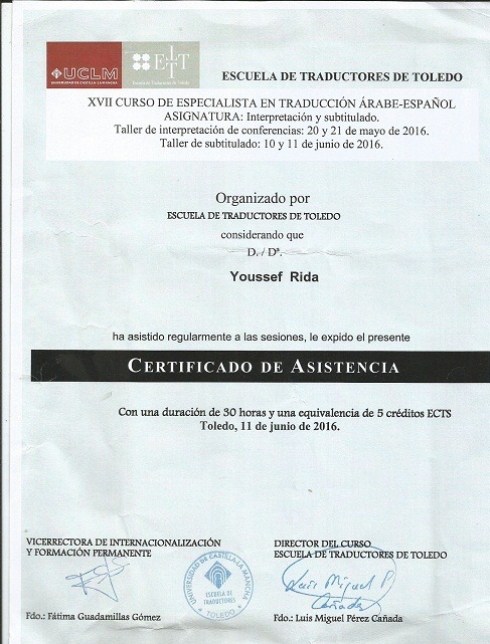 UCLM
ESCUELA DE TRADUCTORES DE TOLEDO
XVII CURSO DE ESPECIALISTA EN TRADUCCIÓN ÁRABE-ESPAÑOL
ASIGNATURA: Interpretación y subtitulado.
Taller de interpretación de conferencias: 20 y 21 de mayo de 2016.
Taller de subtitulado: 10 y 11 de junio de 2016.
Organizado por
ESCUELA DE TRADUCTORES DE TOLEDO
considerando que
D. / Dª.
Youssef Rida
ha asistido regularmente a las sesiones, le expido el presente
CERTIFICADO DE ASISTENCIA
Con una duración de 30 horas y una equivalencia de 5 créditos ECTS
Toledo, 11 de junio de 2016.
VICERRECTORA DE INTERNACIONALIZACIÓN
Y FORMACIÓN PERMANENTE
Fdo.: Fátima Guadamillas Gómez
UNIVERSIDAD DE CASTILLA-LA MANCHA
ESCUELA DE
TRADUCTORES
TOLEDO
DIRECTOR DEL CURSO
ESCUELA DE TRADUCTORES DE TOLEDO
Luis Miguel P.
Cañada
Fdo.: Luis Miguel Pérez Cañada